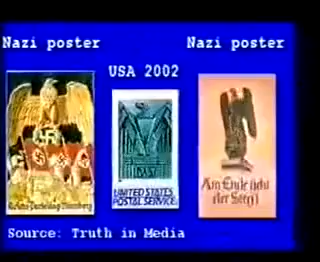 Nazi poster
Nazi poster
USA 2002
UNITED STATES
POSTAL SERVICE
Am Ende steht
der Sieg!
Source: Truth in Media